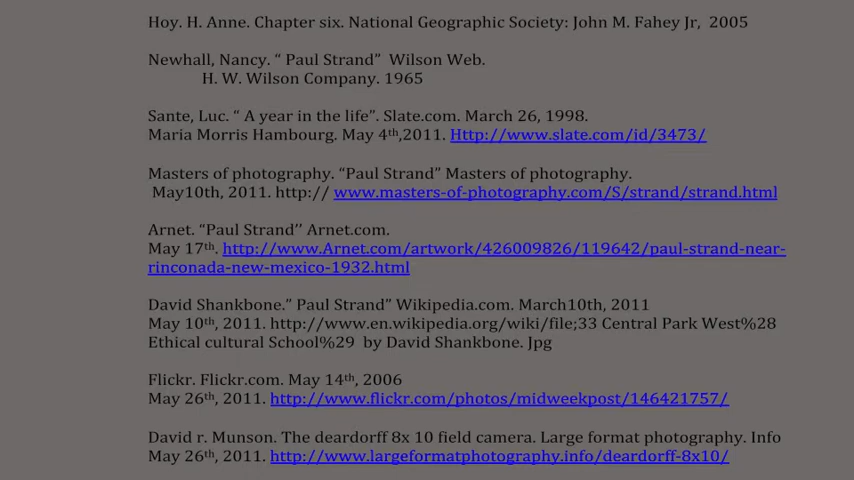 Hoy. H. Anne. Chapter six. National Geographic Society: John M. Fahey Jr, 2005
Newhall, Nancy. “ Paul Strand” Wilson Web.
H. W. Wilson Company. 1965
Sante, Luc. “ A year in the life”. Slate.com. March 26, 1998.
Maria Morris Hambourg. May 4th,2011. Http://www.slate.com/id/3473/
Masters of photography. “Paul Strand” Masters of photography.
May10th, 2011. http:// www.masters-of-photography.com/S/strand/strand.html
Arnet. “Paul Strand’’ Arnet.com.
May 17th. http://www.Arnet.com/artwork/426009826/119642/paul-strand-near-
rinconada-new-mexico-1932.html
David Shankbone.” Paul Strand” Wikipedia.com. March10th, 2011
May 10th, 2011. http://www.en.wikipedia.org/wiki/file;33 Central Park West%28
Ethical cultural School%29 by David Shankbone. Jpg
Flickr. Flickr.com. May 14th, 2006
May 26th, 2011. http://www.flickr.com/photos/midweekpost/146421757/
David r. Munson. The deardorff 8x 10 field camera. Large format photography. Info
May 26th, 2011. http://www.largeformatphotography.info/deardorff-8x10/